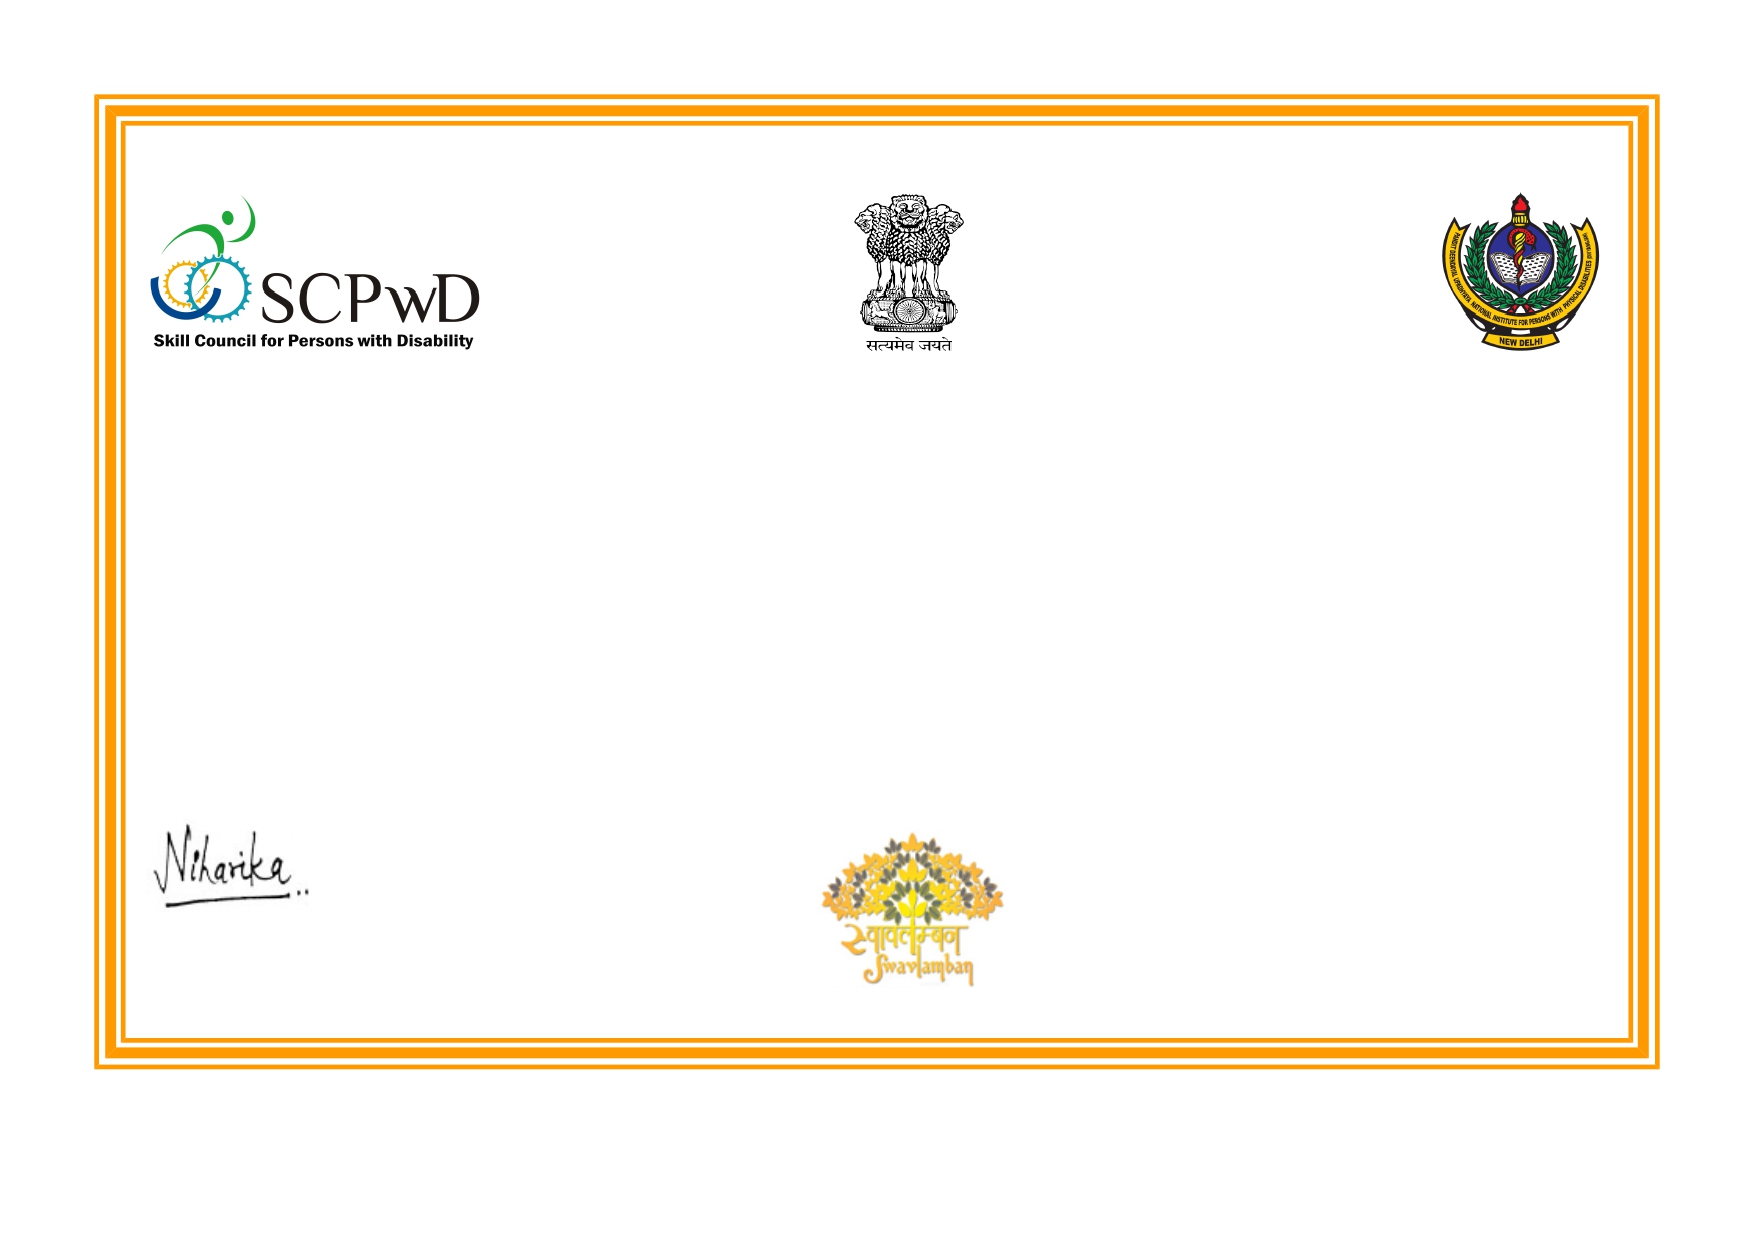 SCPwD
Skill Council for Persons with Disability
सत्यमेव जयते
PANDIT DEENDAYAL UPADHYAYA NATIONAL INSTITUTE FOR PERSONS WITH PHYSICAL DISABILITIES (DIVYANGJAN)
NEW DELHI
Niharika
स्वावलम्बन
Swavlamban